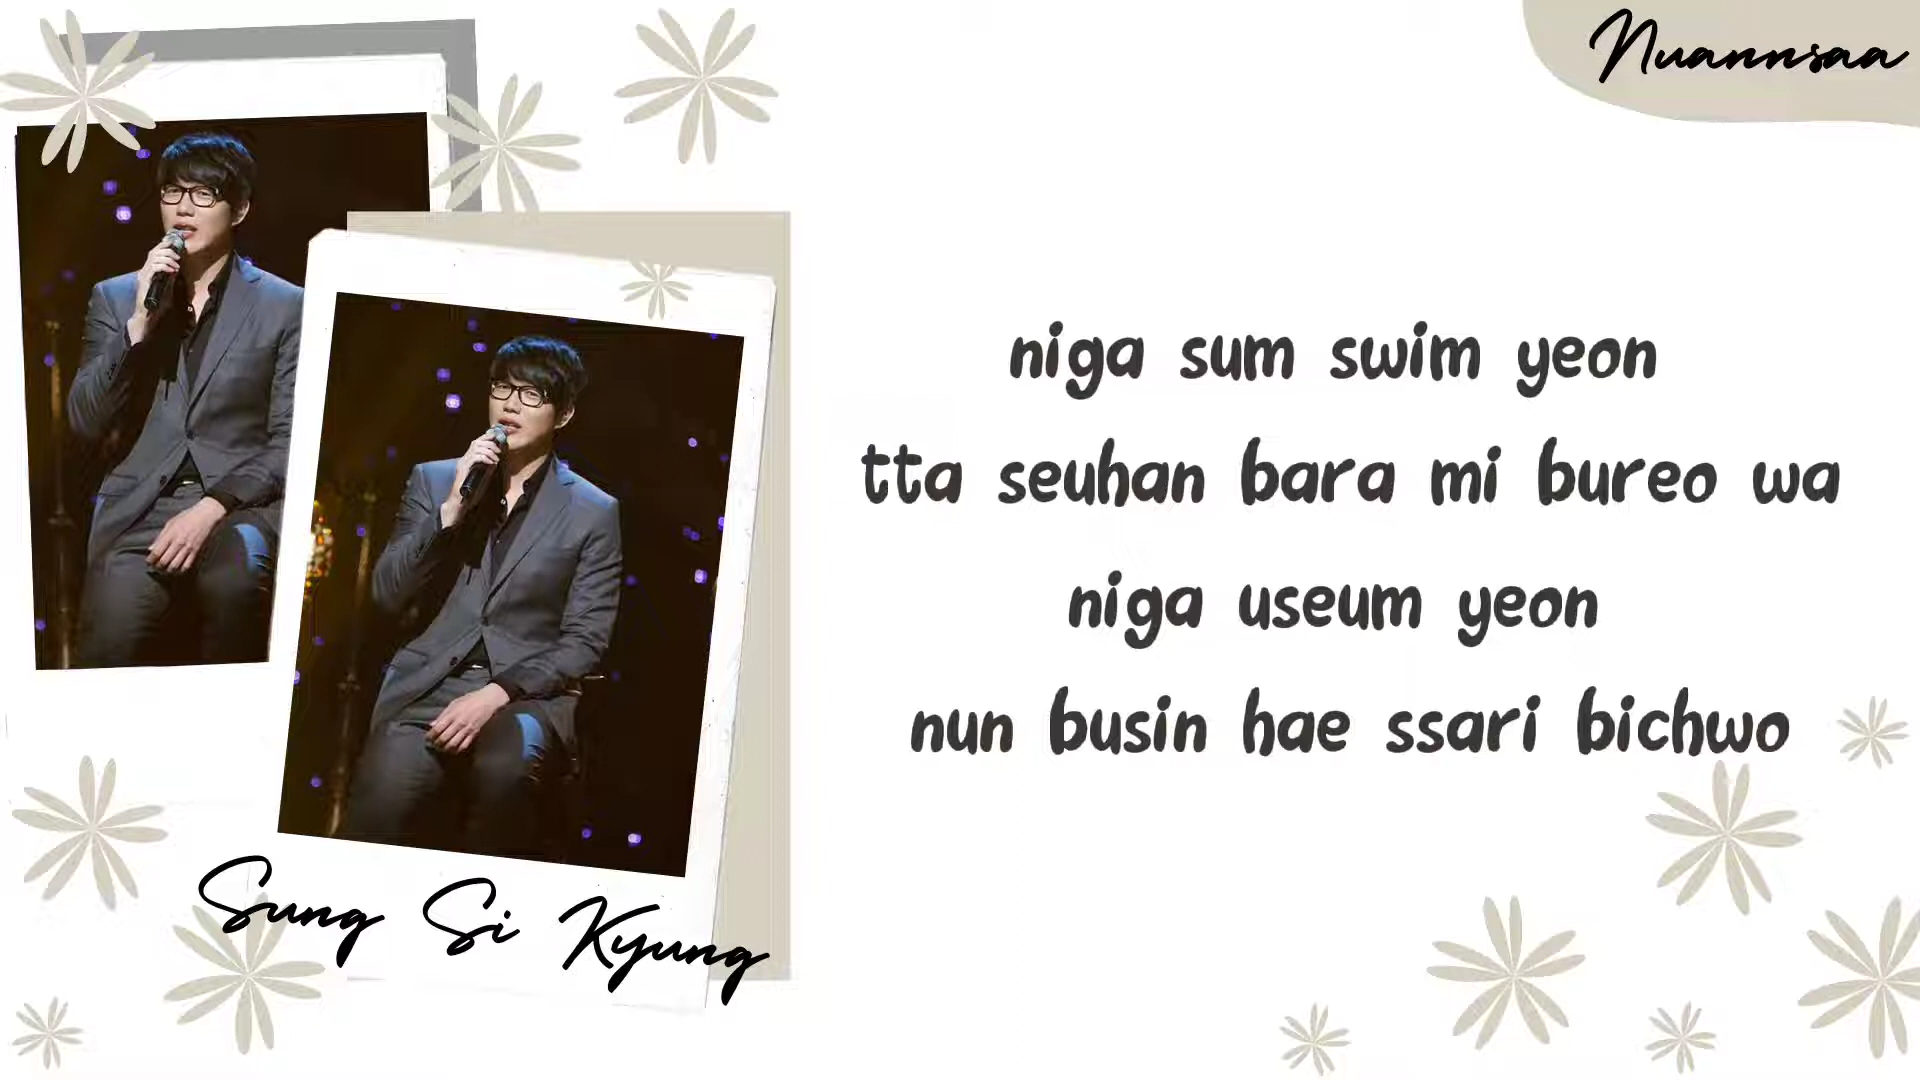 Nuannsaa
niga sum swim yeon
tta seuhan bara mi bureo wa
niga useum yeon
nun busin hae ssari bichwo
Sung Si Kyung